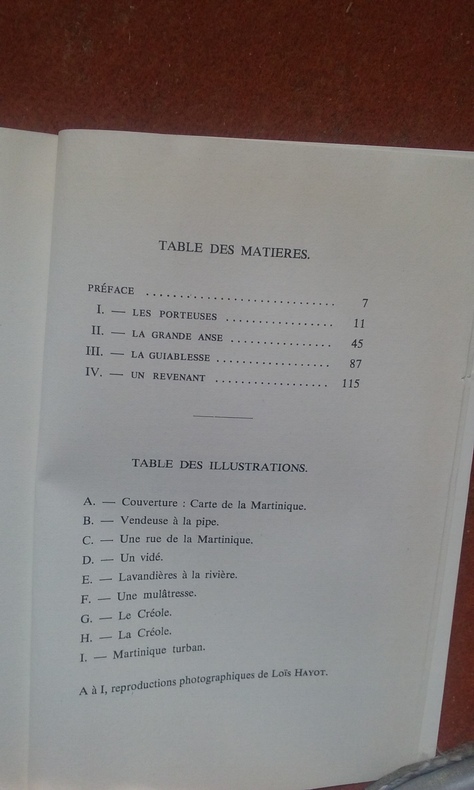 TABLE DES MATIERES.
PRÉFACE .............................. 7
I. — LES PORTEUSES ................ 11
II. — LA GRANDE ANSE ............... 45
III. — LA GUIABLESSE ................. 87
IV. — UN REVENANT ................. 115
TABLE DES ILLUSTRATIONS.
A. — Couverture : Carte de la Martinique.
B. — Vendeuse à la pipe.
C. — Une rue de la Martinique.
D. — Un vidé.
E. — Lavandières à la rivière.
F. — Une mulâtresse.
G. — Le Créole.
H. — La Créole.
I. — Martinique turban.
A à I, reproductions photographiques de Loïs HAYOT.